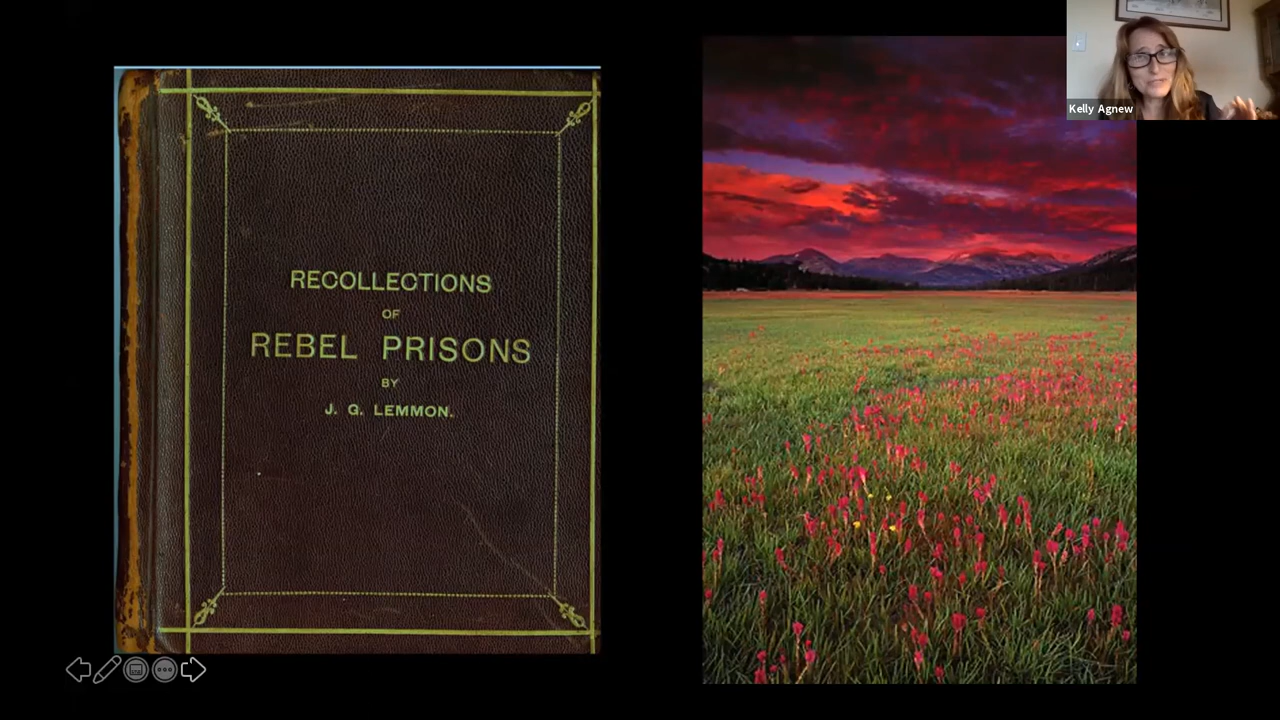 RECOLLECTIONS
OF
REBEL PRISONS
BY
J. G. LEMMON.
Kelly Agnew